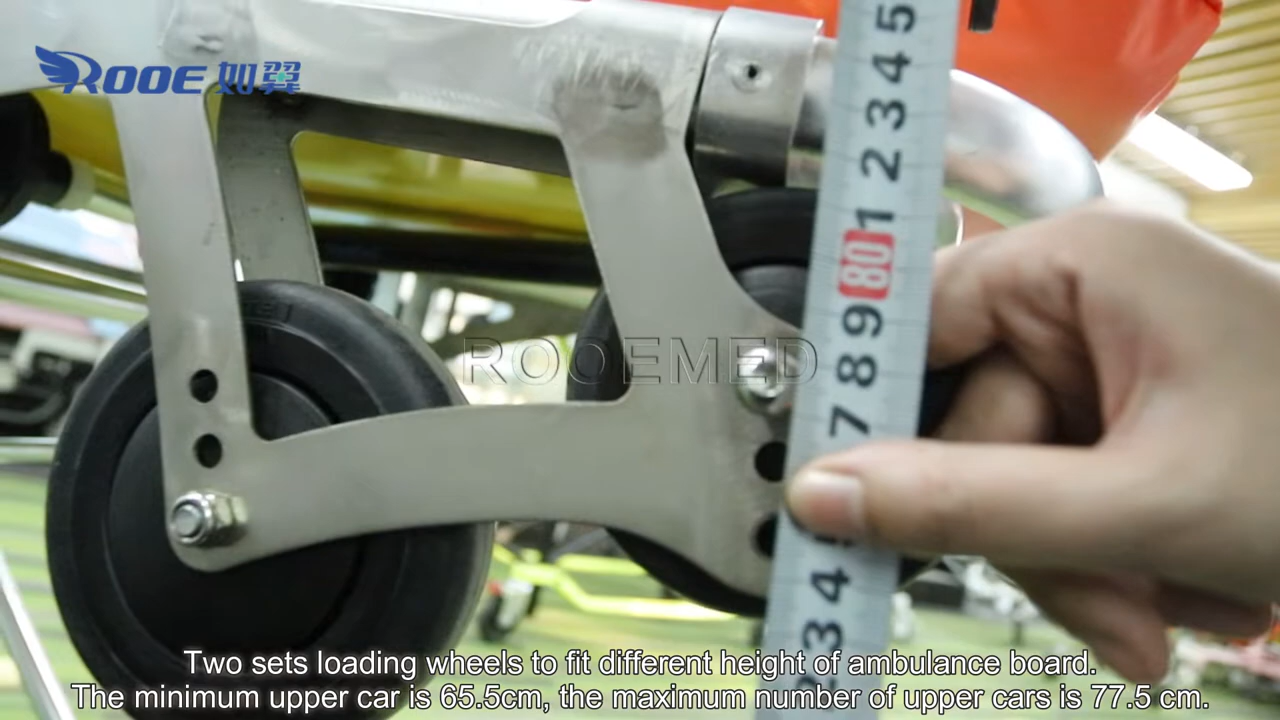 ROOE 如翼
5
4
3
2
1
80
9
8
7
4
3
ROOEMED
Two sets loading wheels to fit different height of ambulance board.
The minimum upper car is 65.5cm, the maximum number of upper cars is 77.5 cm.